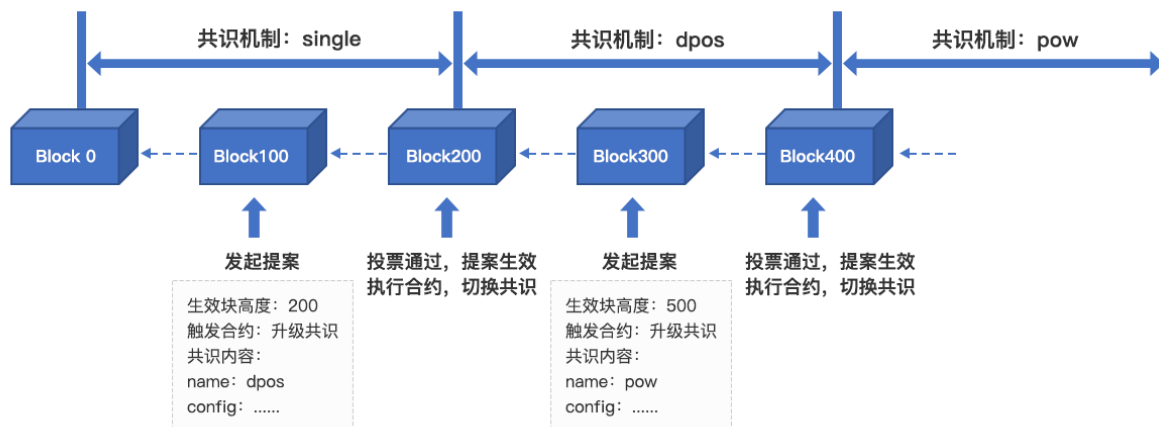 共识机制：single
共识机制：dpos
共识机制：pow
Block 0
Block100
Block200
Block300
Block400
发起提案
生效块高度：200
触发合约：升级共识
共识内容：
name：dpos
config：......
投票通过，提案生效
执行合约，切换共识
发起提案
生效块高度：500
触发合约：升级共识
共识内容：
name：pow
config：......
投票通过，提案生效
执行合约，切换共识